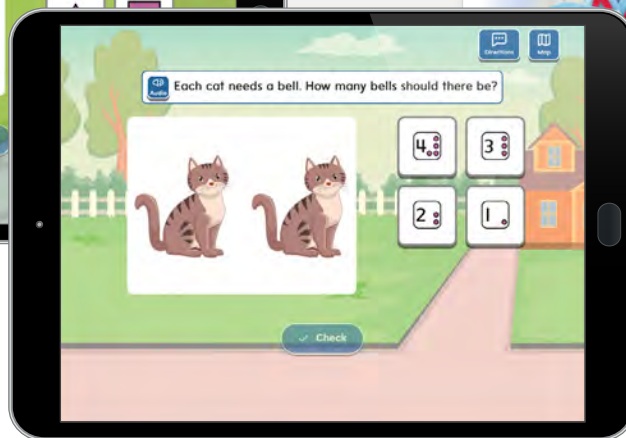 Directions
Map
Audio
Each cat needs a bell. How many bells should there be?
4
3
2
1
Check